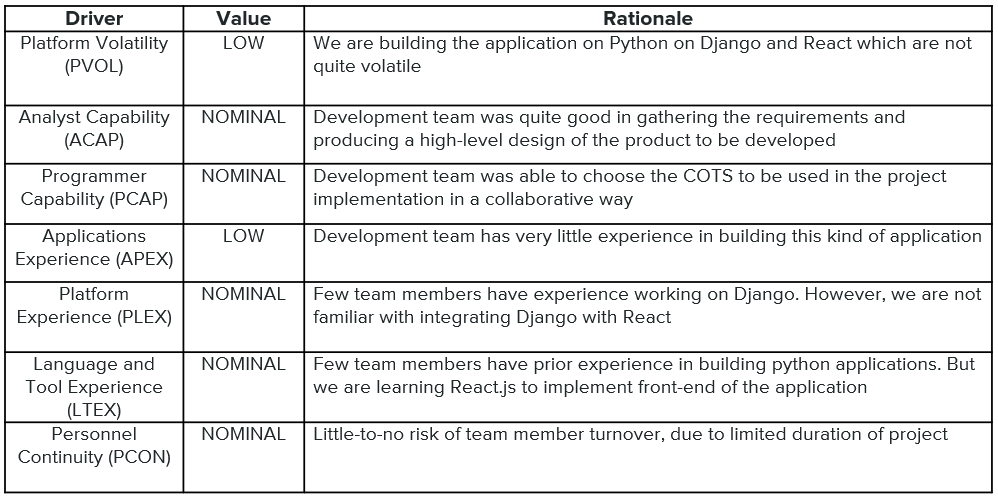 Driver Value Rationale
Platform Volatility LOW We are building the application on Python on Django and React which are not
(PVOL) quite volatile
Analyst Capability NOMINAL Development team was quite good in gathering the requirements and
(ACAP) producing a high-level design of the product to be developed
Programmer NOMINAL Development team was able to choose the COTS to be used in the project
Capability (PCAP) implementation in a collaborative way
Applications LOW Development team has very little experience in building this kind of application
Experience (APEX)
Platform NOMINAL Few team members have experience working on Django. However, we are not
Experience (PLEX) familiar with integrating Django with React
Language and NOMINAL Few team members have prior experience in building python applications. But
Tool Experience we are learning React.js to implement front-end of the application
(LTEX)
Personnel NOMINAL Little-to-no risk of team member turnover, due to limited duration of project
Continuity (PCON)